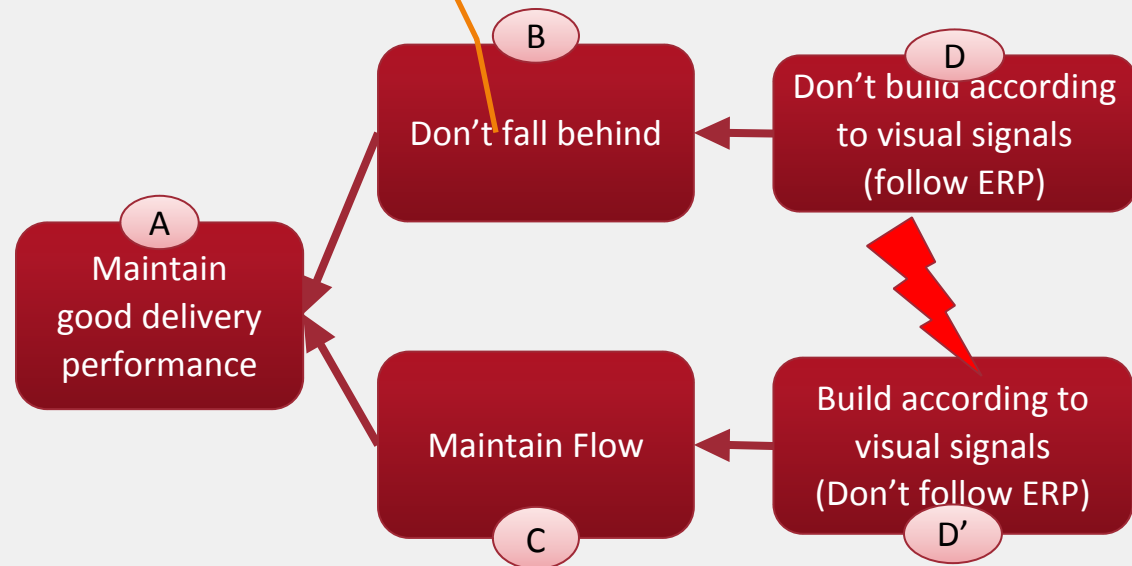 B
Don’t fall behind
D
Don’t build according
to visual signals
(follow ERP)
A
Maintain
good delivery
performance
Maintain Flow
C
Build according to
visual signals
(Don’t follow ERP)
D’